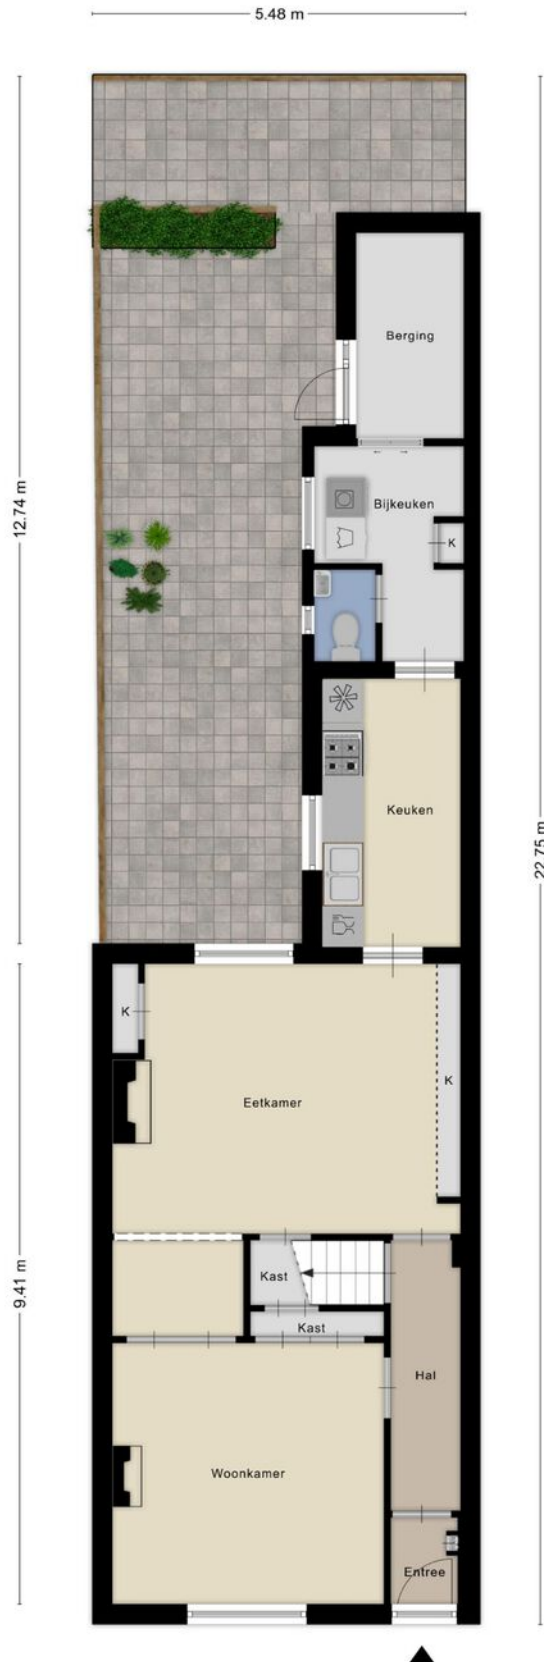 5.48 m
Berging
Bijkeuken
K
12.74 m
Keuken
22.75 m
K
K
Eetkamer
9.41 m
Kast
Kast
Hal
Woonkamer
Entree